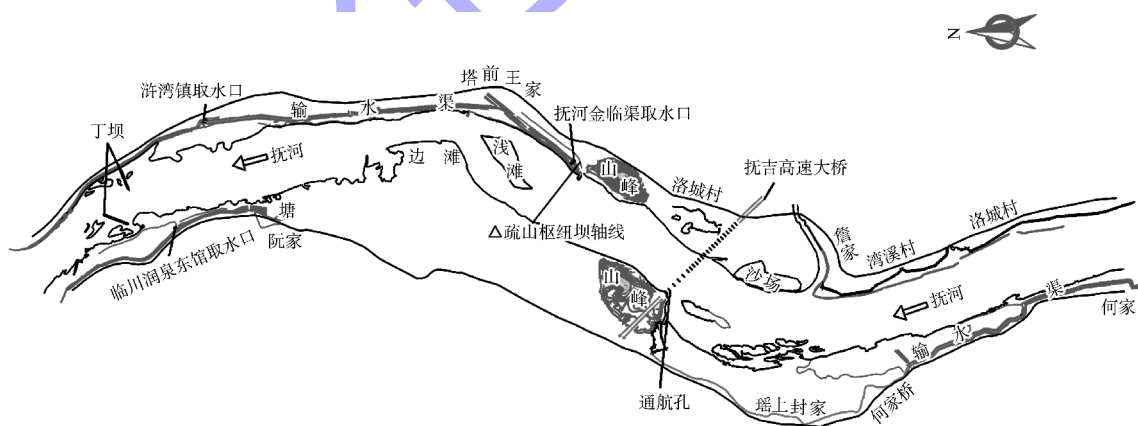 N
塔前王家
浒湾镇取水口
输水渠
抚河金临渠取水口
丁坝
抚河
边滩
浅滩
山峰
洛城村
抚吉高速大桥
塘
阮家
△疏山枢纽坝轴线
詹家
湾溪村
洛城村
临川润泉东馆取水口
山峰
沙场
抚河
输水渠
何家
通航孔
瑶上封家
何家桥